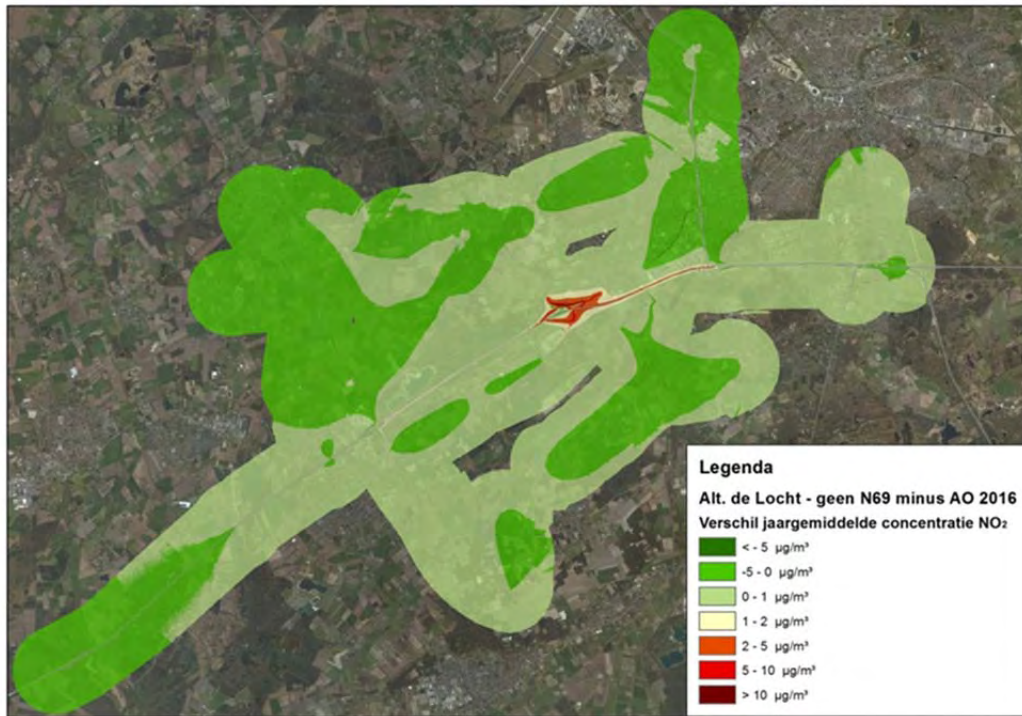 Legenda
Alt. de Locht - geen N69 minus AO 2016
Verschil jaargemiddelde concentratie NO₂
< - 5 µg/m³
-5 - 0 µg/m³
0 - 1 µg/m³
1 - 2 µg/m³
2 - 5 µg/m³
5 - 10 µg/m³
> 10 µg/m³